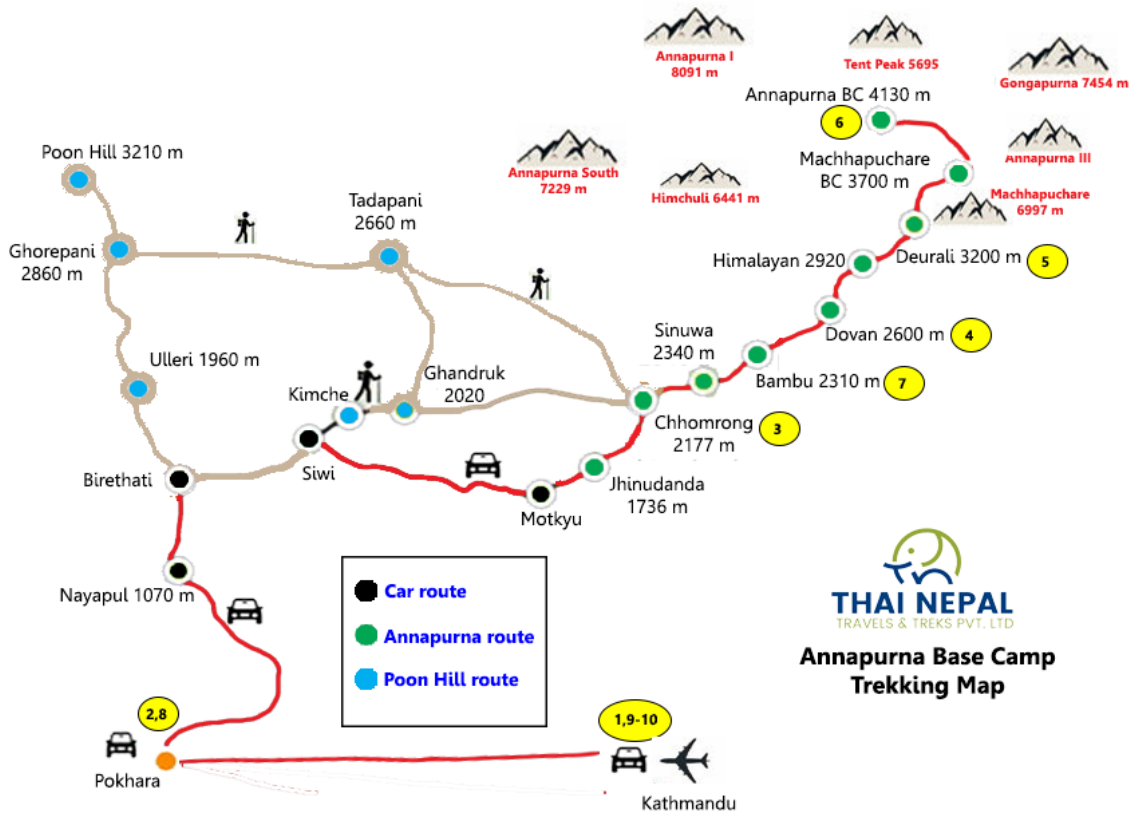 Annapurna I
8091 m
Tent Peak 5695
Gongapurna 7454 m
Annapurna BC 4130 m
6
Poon Hill 3210 m
Annapurna South
7229 m
Himchuli 6441 m
Machhapuchare
BC 3700 m
Annapurna III
Machhapuchare
6997 m
Tadapani
2660 m
Ghorepani
2860 m
Himalayan 2920
Deurali 3200 m
5
Sinuwa
2340 m
Dovan 2600 m
4
Ulleri 1960 m
Ghandruk
2020
Kimche
Bambu 2310 m
7
Chhomrong
2177 m
3
Birethati
Siwi
Jhinudanda
1736 m
Motkyu
Nayapul 1070 m
Car route
Annapurna route
Poon Hill route
THAI NEPAL
TRAVELS & TREKS PVT. LTD
Annapurna Base Camp
Trekking Map
2,8
1,9-10
Pokhara
Kathmandu